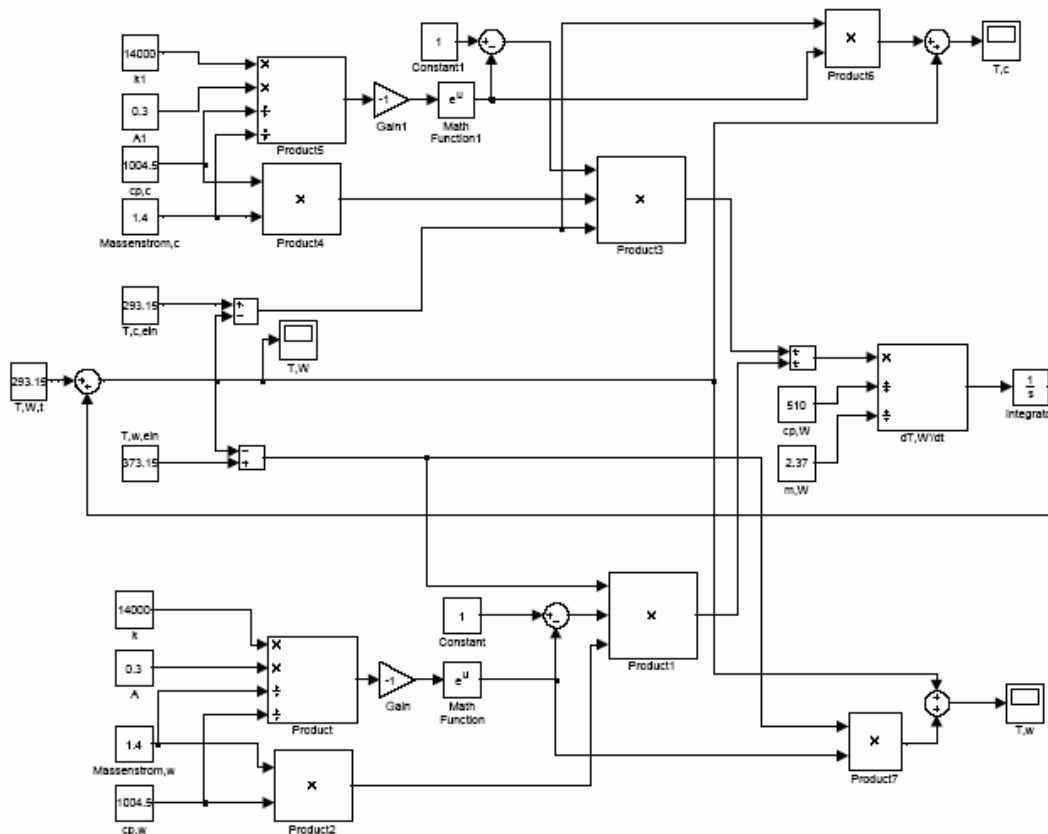 14000
k1
0.3
A1
1004.5
cp,c
1.4
Massenstrom,c
×
×
÷
÷
Product5
-1
Gain1
e^u
Math
Function1
1
Constant1
+
−
×
Product4
×
Product3
×
Product6
+
+
T,c
293.15
T,c,ein
+
−
T,W
293.15
T,W,t
+
+
T,w,ein
373.15
−
+
+
+
510
cp,W
2.37
m,W
×
÷
÷
dT,W'/dt
1
s
Integrato
14000
k
0.3
A
1.4
Massenstrom,w
1004.5
cp,w
×
×
÷
÷
Product
-1
Gain
e^u
Math
Function
1
Constant
+
−
×
Product2
×
Product1
×
Product7
+
+
T,w